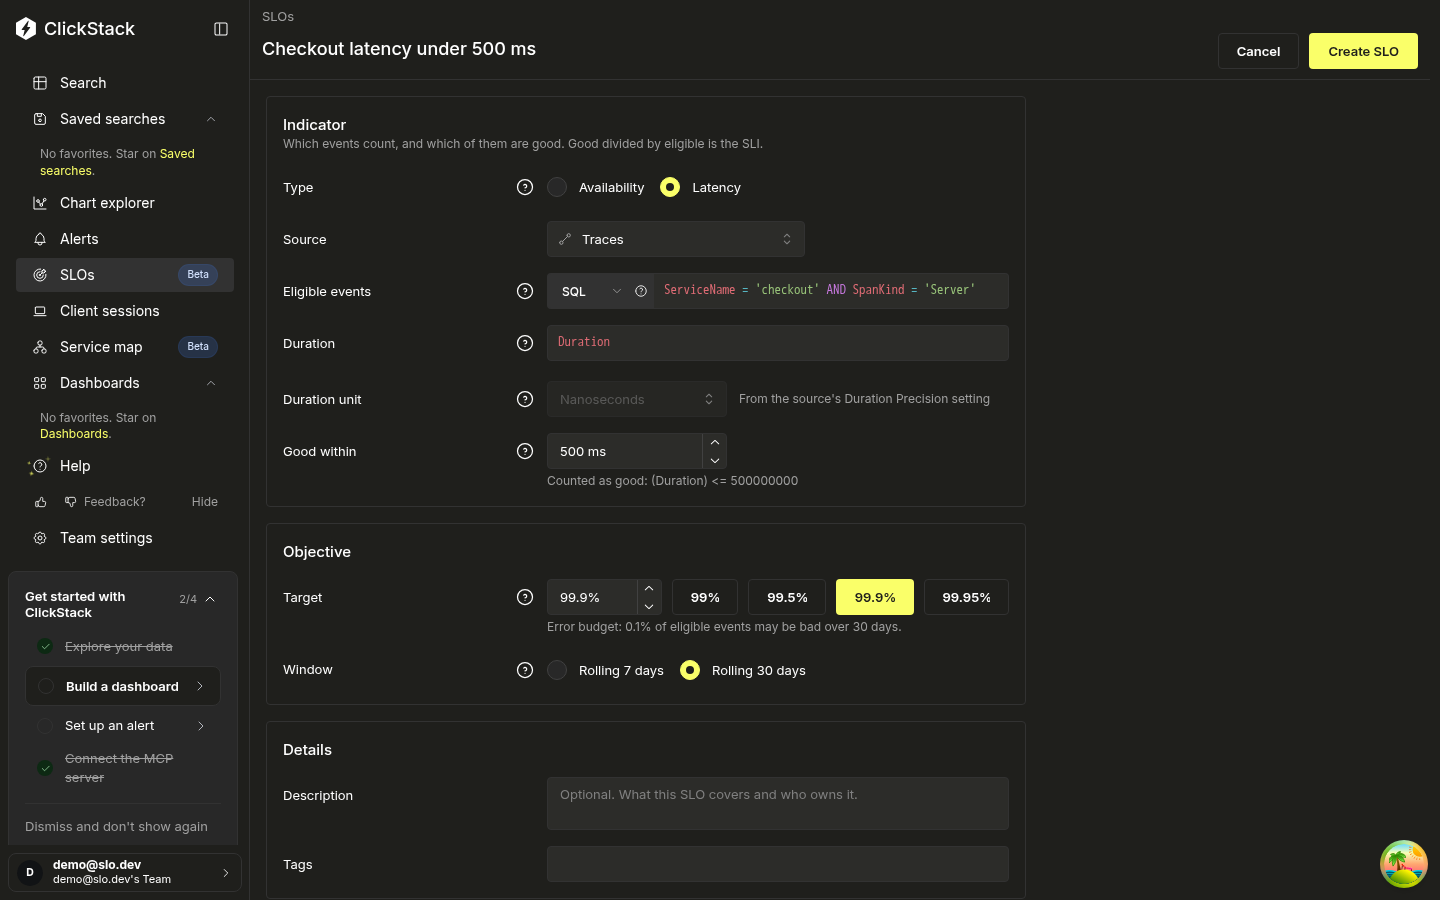 ClickStack
Search
Saved searches
No favorites. Star on Saved
searches.
Chart explorer
Alerts
SLOs
Beta
Client sessions
Service map
Beta
Dashboards
No favorites. Star on
Dashboards.
Help
Feedback?
Hide
Team settings
Get started with
ClickStack
2/4
Explore your data
Build a dashboard
Set up an alert
Connect the MCP
server
Dismiss and don't show again
D
demo@slo.dev
demo@slo.dev's Team
SLOs
Checkout latency under 500 ms
Cancel
Create SLO
Indicator
Which events count, and which of them are good. Good divided by eligible is the SLI.
Type
Availability
Latency
Source
Traces
Eligible events
SQL
ServiceName = 'checkout' AND SpanKind = 'Server'
Duration
Duration
Duration unit
Nanoseconds
From the source's Duration Precision setting
Good within
500 ms
Counted as good: (Duration) <= 500000000
Objective
Target
99.9%
99%
99.5%
99.9%
99.95%
Error budget: 0.1% of eligible events may be bad over 30 days.
Window
Rolling 7 days
Rolling 30 days
Details
Description
Optional. What this SLO covers and who owns it.
Tags